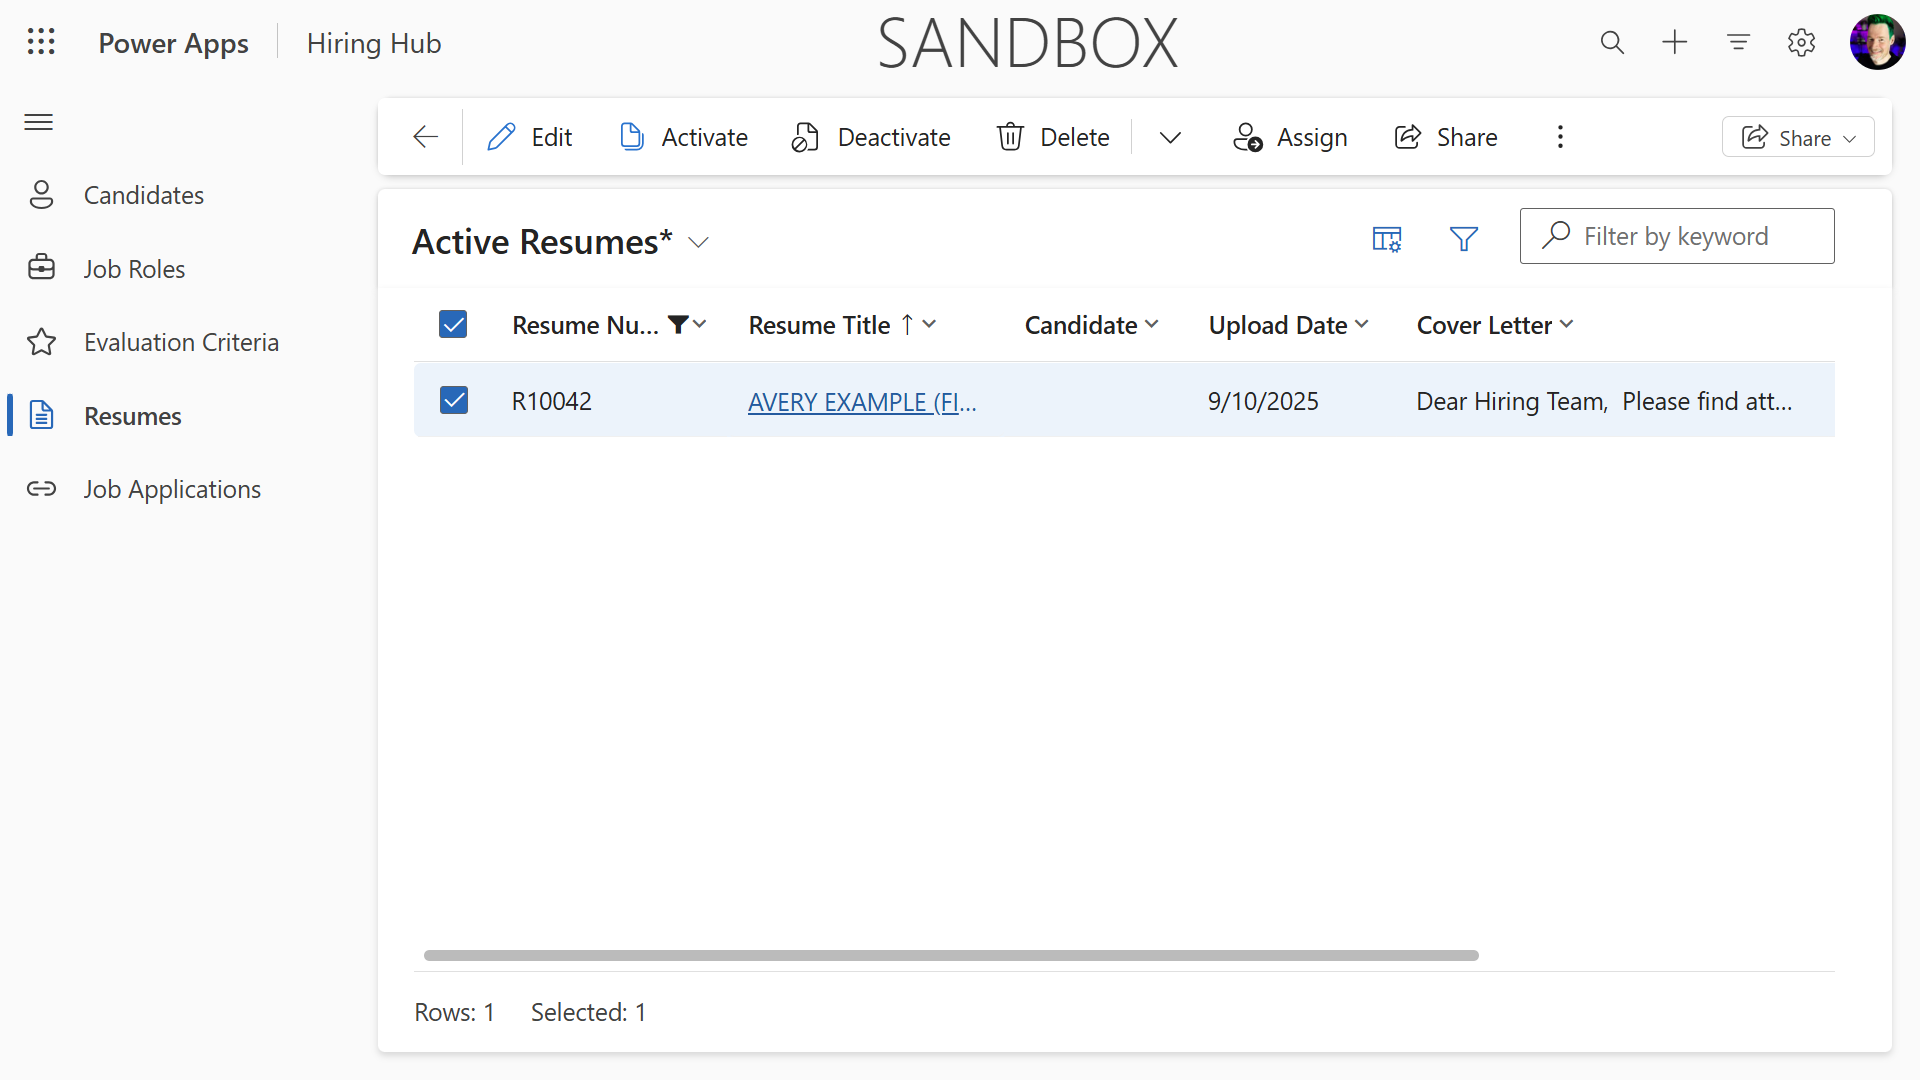 Power Apps
Hiring Hub
SANDBOX
Edit
Activate
Deactivate
Delete
Assign
Share
Share
Candidates
Job Roles
Evaluation Criteria
Resumes
Job Applications
Active Resumes*
Filter by keyword
Resume Nu... Resume Title Candidate Upload Date Cover Letter
R10042 AVERY EXAMPLE (FI... 9/10/2025 Dear Hiring Team, Please find att...
Rows: 1 Selected: 1